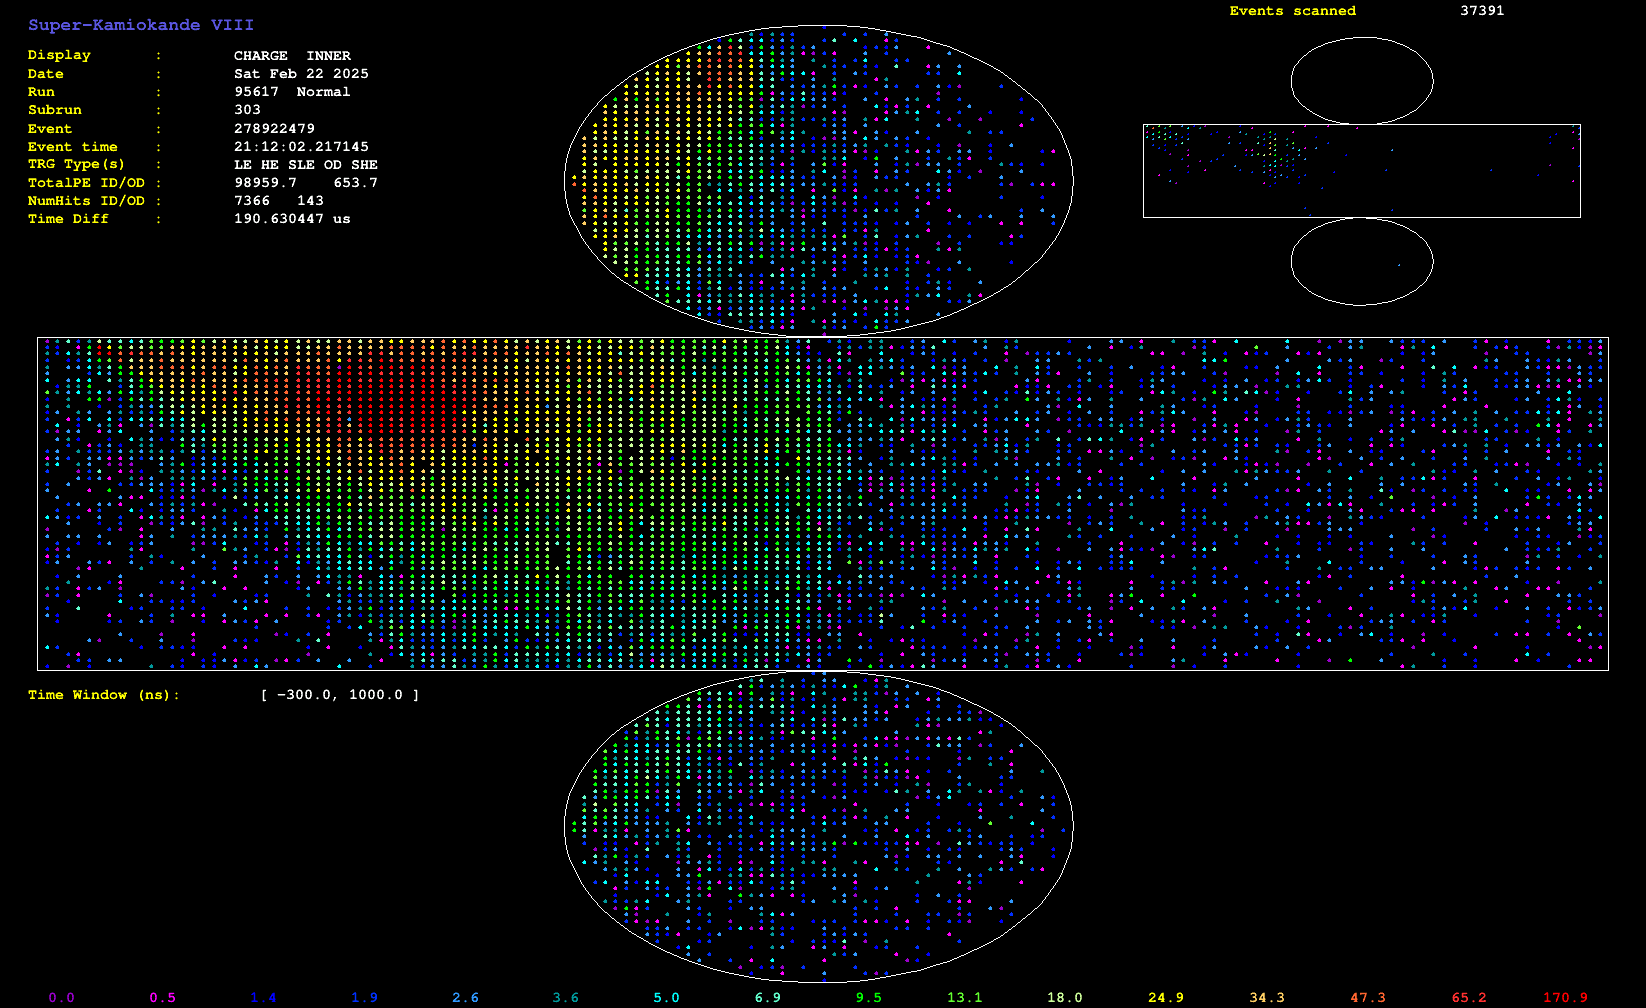 Super-Kamiokande VIII
Events scanned 37391
Display : CHARGE INNER
Date : Sat Feb 22 2025
Run : 95617 Normal
Subrun : 303
Event : 278922479
Event time : 21:12:02.217145
TRG Type(s) : LE HE SLE OD SHE
TotalPE ID/OD : 98959.7 653.7
NumHits ID/OD : 7366 143
Time Diff : 190.630447 us
Time Window (ns): [ -300.0, 1000.0 ]
0.0 0.5 1.4 1.9 2.6 3.6 5.0 6.9 9.5 13.1 18.0 24.9 34.3 47.3 65.2 170.9